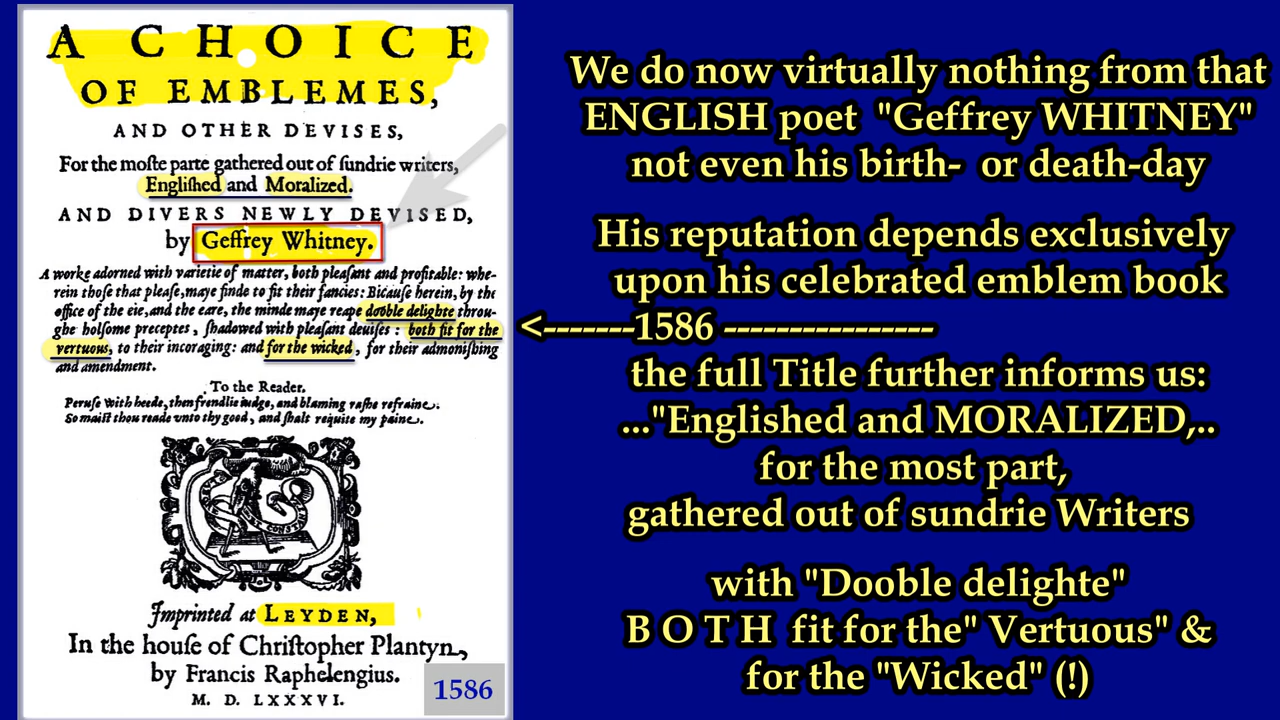 A CHOICE
OF EMBLEMES,
AND OTHER DEVISES,
For the moſte parte gathered out of ſundrie writers,
Engliſhed and Moralized.
AND DIVERS NEWLY DEVISED,
by Geffrey Whitney.
A worke adorned with varietie of matter, both pleaſant and profitable: whe-
rein thoſe that pleaſe, maye finde to fit their fancies: Bicauſe herein, by the
office of the eie, and the eare, the minde maye reape dooble delighte throu-
ghe holſome preceptes, ſhadowed with pleaſant deuiſes: both fit for the
vertuous, to their incoraging: and for the wicked, for their admoniſhing
and amendment.
To the Reader.
Peruſe with heede, then frendlie iudge, and blaming raſhe refraine:
So maiſt thou reade vnto thy good, and ſhalt requite my paine.
Imprinted at LEYDEN,
In the houſe of Chriſtopher Plantyn,
by Francis Raphelengius.
M. D. LXXXVI.
1586
We do now virtually nothing from that
ENGLISH poet "Geffrey WHITNEY"
not even his birth- or death-day
His reputation depends exclusively
upon his celebrated emblem book
<-------1586 ----------------
the full Title further informs us:
..."Englished and MORALIZED,..
for the most part,
gathered out of sundrie Writers
with "Dooble delighte"
B O T H fit for the" Vertuous" &
for the "Wicked" (!)